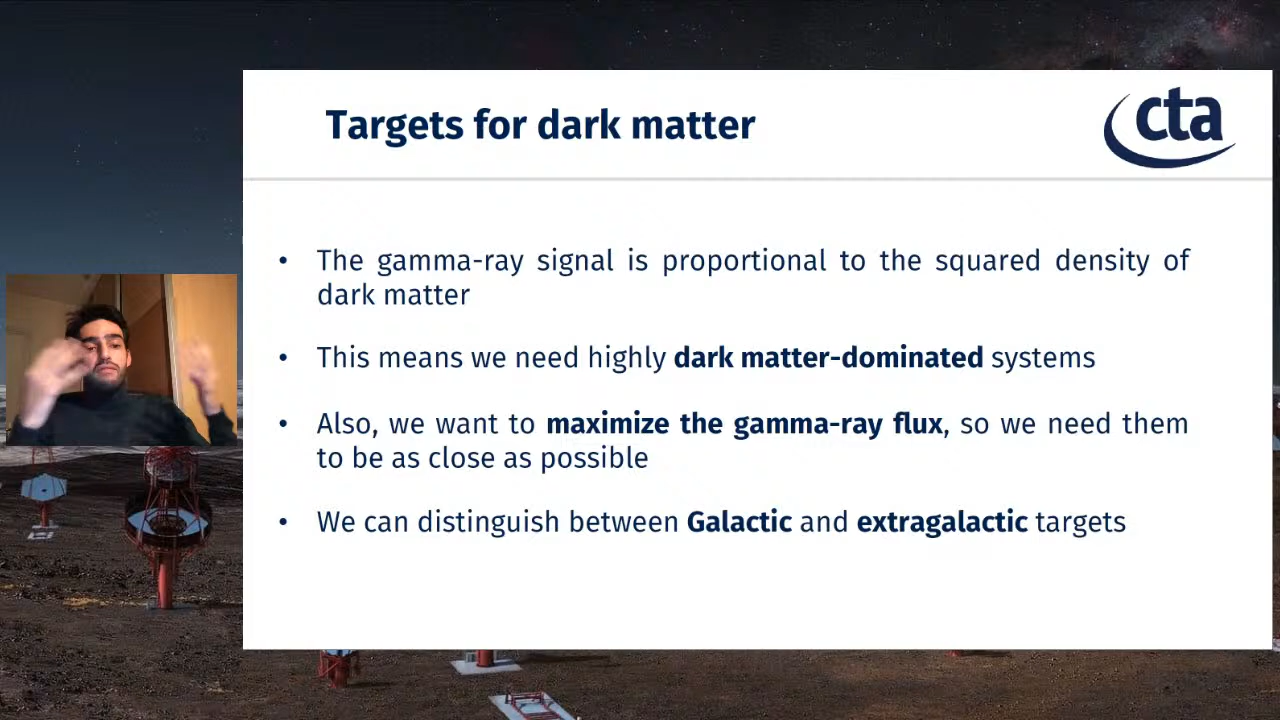 Targets for dark matter
cta
• The gamma-ray signal is proportional to the squared density of
dark matter
• This means we need highly dark matter-dominated systems
• Also, we want to maximize the gamma-ray flux, so we need them
to be as close as possible
• We can distinguish between Galactic and extragalactic targets